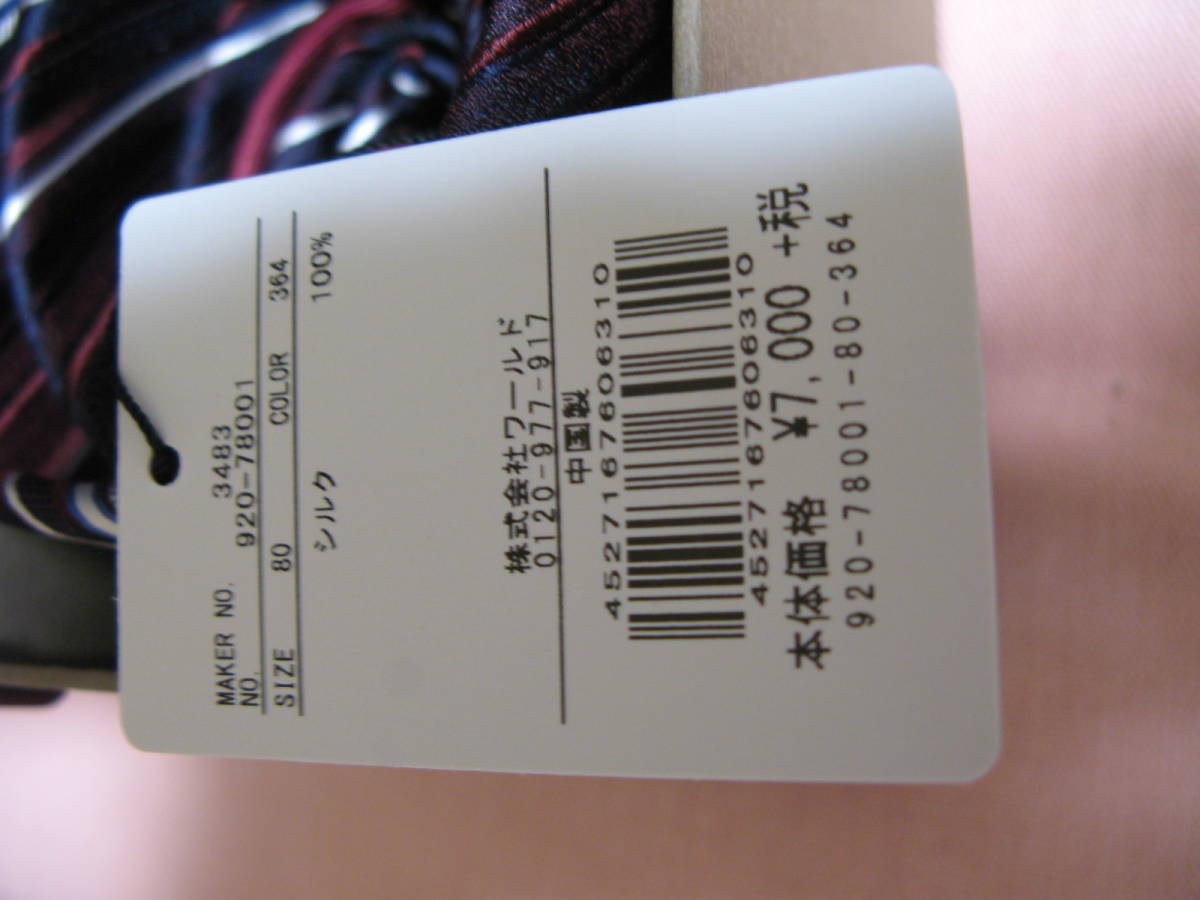 MAKER NO. 3483
NO. 920-78001
SIZE 80 COLOR 364
シルク 100%
株式会社ワールド
0120-977-917
中国製
4527167806310
4527167806310
本体価格 ¥7,000 +税
920-78001-80-364